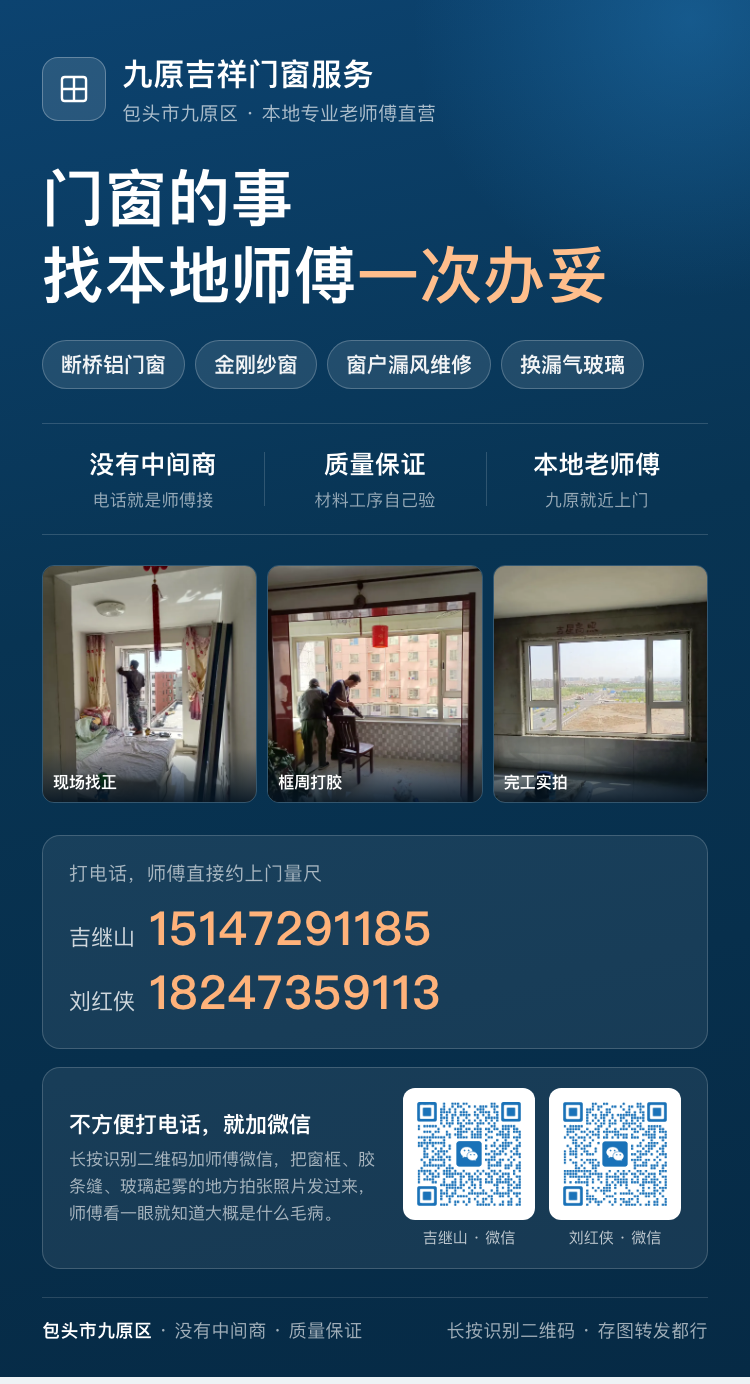 九原吉祥门窗服务
包头市九原区 · 本地专业老师傅直营
门窗的事
找本地师傅一次办妥
断桥铝门窗 金刚纱窗 窗户漏风维修 换漏气玻璃
没有中间商 质量保证 本地老师傅
电话就是师傅接 材料工序自己验 九原就近上门
现场找正 框周打胶 完工实拍
打电话，师傅直接约上门量尺
吉继山 15147291185
刘红侠 18247359113
不方便打电话，就加微信
长按识别二维码加师傅微信，把窗框、胶
条缝、玻璃起雾的地方拍张照片发过来，
师傅看一眼就知道大概是什么毛病。
吉继山 · 微信 刘红侠 · 微信
包头市九原区 · 没有中间商 · 质量保证 长按识别二维码 · 存图转发都行